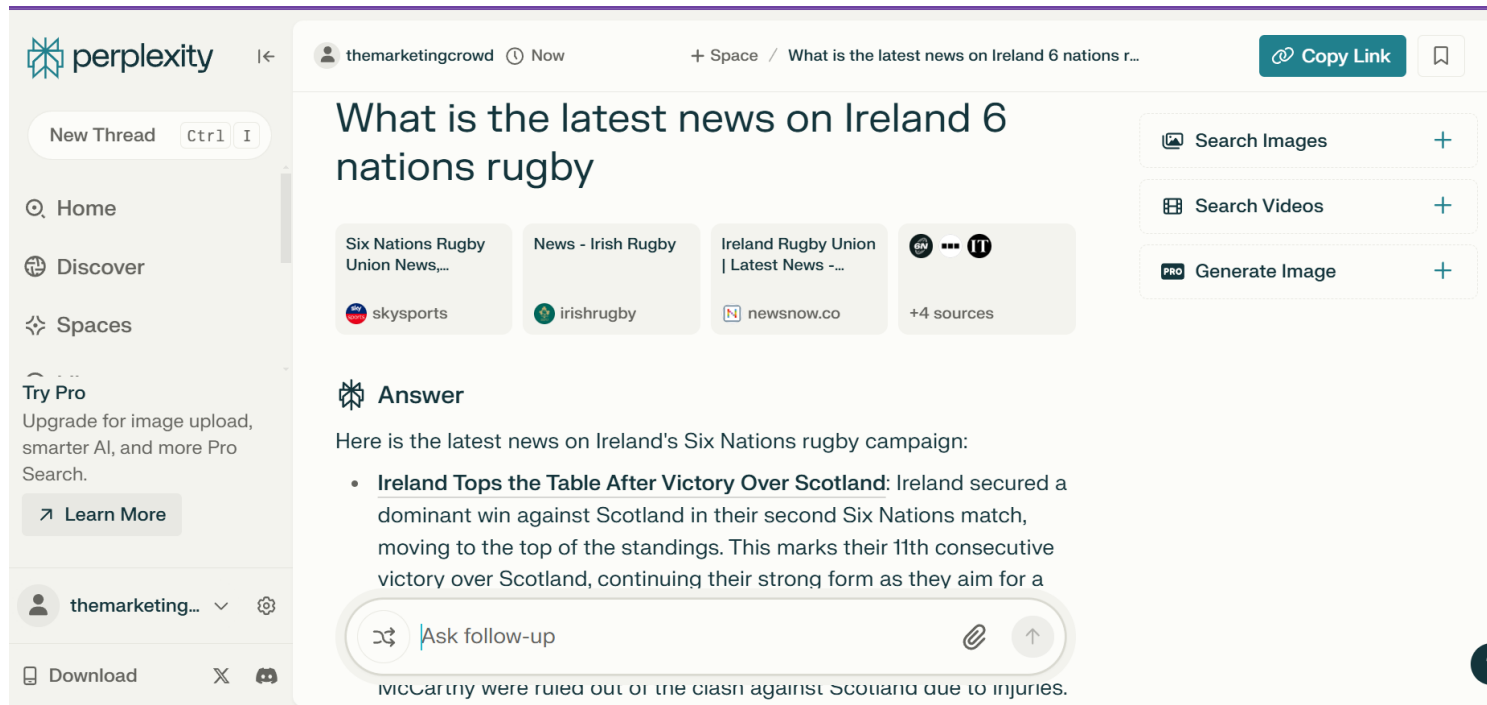 perplexity
New Thread Ctrl I
Home
Discover
Spaces
Try Pro
Upgrade for image upload,
smarter AI, and more Pro
Search.
Learn More
themarketing...
Download
themarketingcrowd Now
+ Space / What is the latest news on Ireland 6 nations r...
Copy Link
What is the latest news on Ireland 6
nations rugby
Six Nations Rugby
Union News,...
sky sports
skysports
News - Irish Rugby
irishrugby
Ireland Rugby Union
| Latest News -...
N
newsnow.co
6N IT
+4 sources
Answer
Here is the latest news on Ireland's Six Nations rugby campaign:
• Ireland Tops the Table After Victory Over Scotland: Ireland secured a
dominant win against Scotland in their second Six Nations match,
moving to the top of the standings. This marks their 11th consecutive
victory over Scotland, continuing their strong form as they aim for a
Ask follow-up
McCarthy were ruled out of the clash against Scotland due to injuries.
Search Images
Search Videos
PRO Generate Image